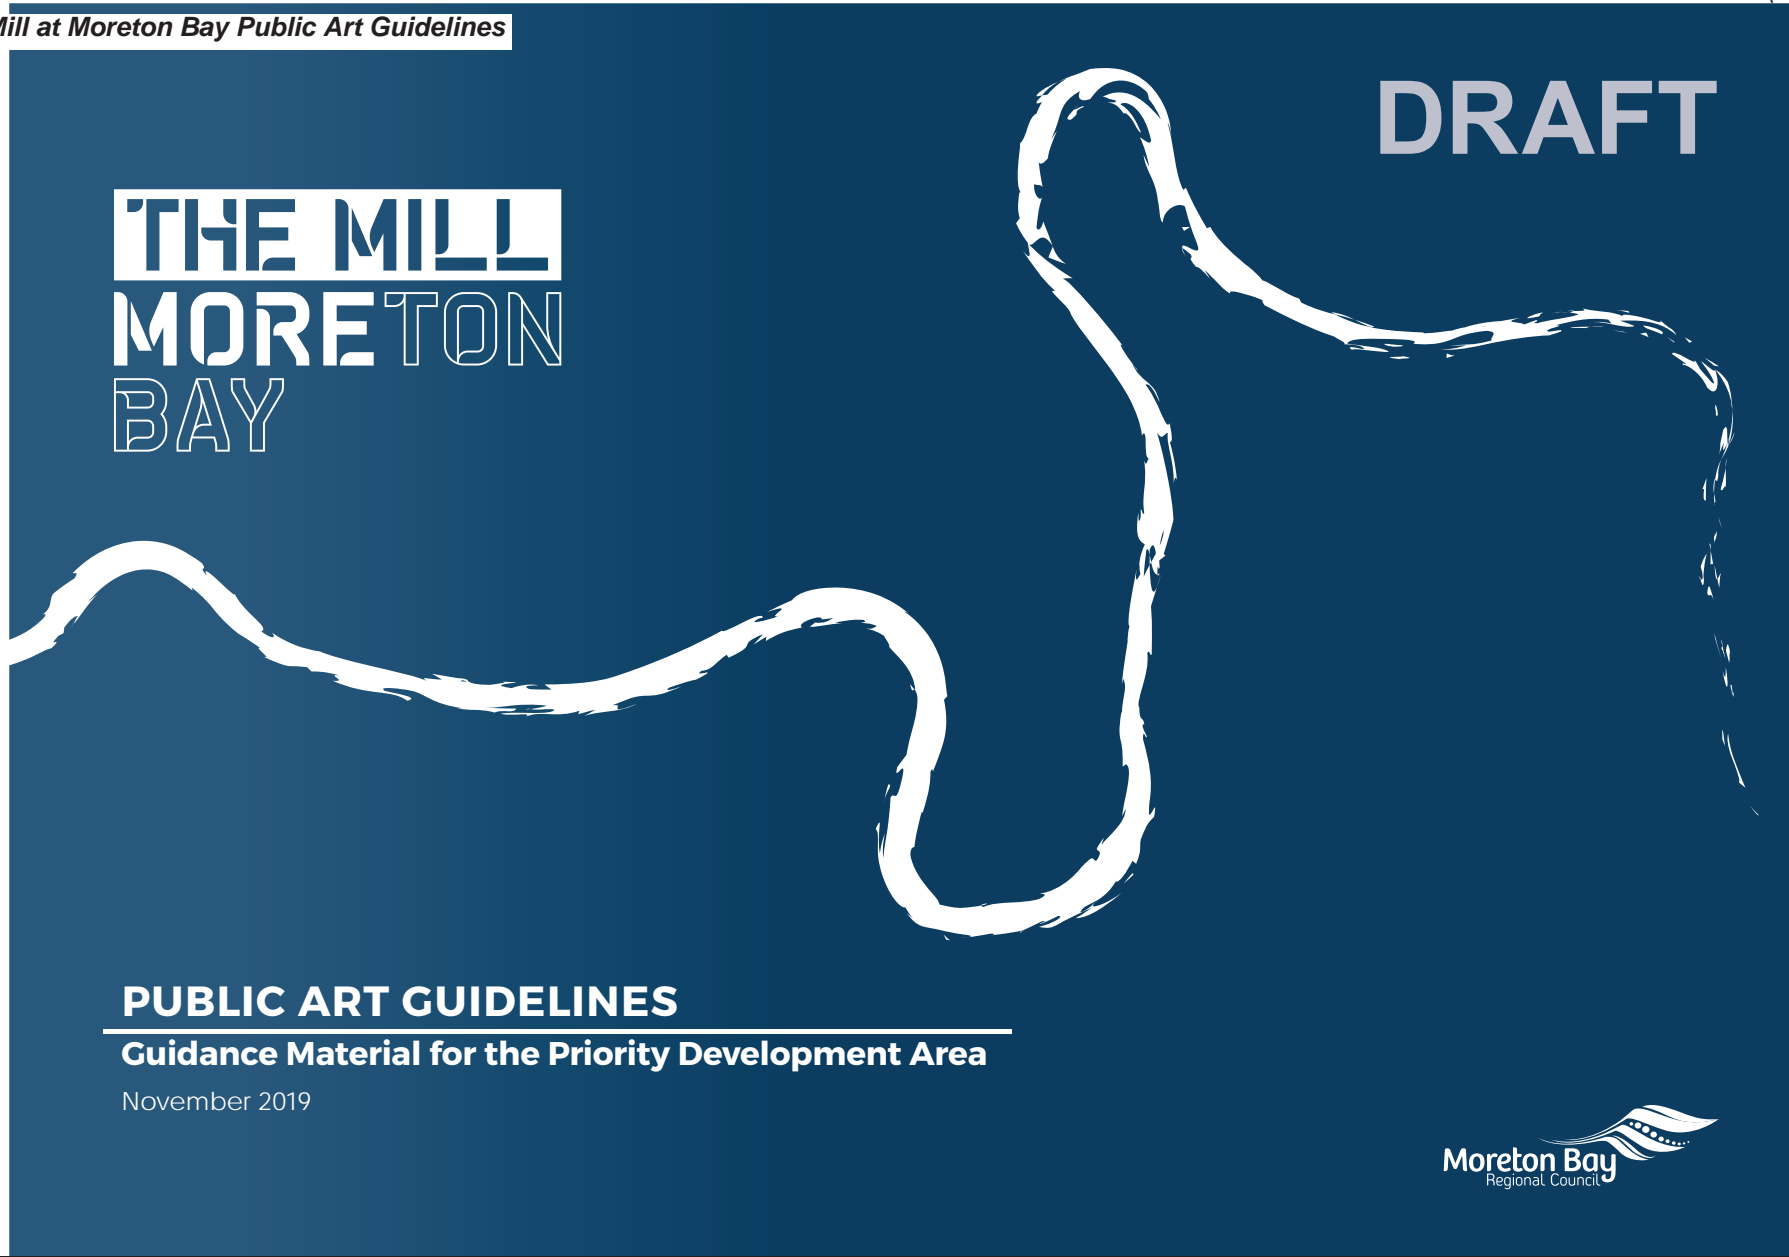 Mill at Moreton Bay Public Art Guidelines
DRAFT
THE MILL
MORETON
BAY
PUBLIC ART GUIDELINES
Guidance Material for the Priority Development Area
November 2019
Moreton Bay
Regional Council